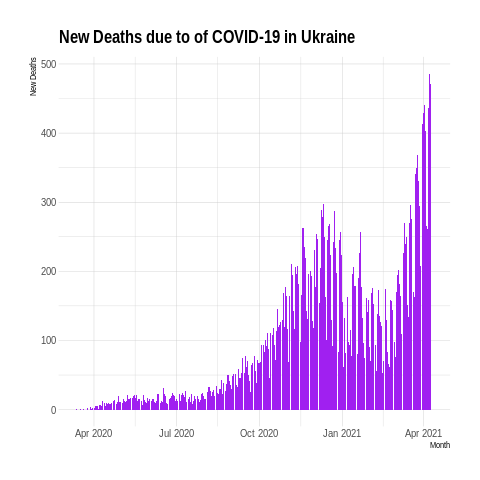 New Deaths due to of COVID-19 in Ukraine
New Deaths
500
400
300
200
100
0
Apr 2020 Jul 2020 Oct 2020 Jan 2021 Apr 2021
Month